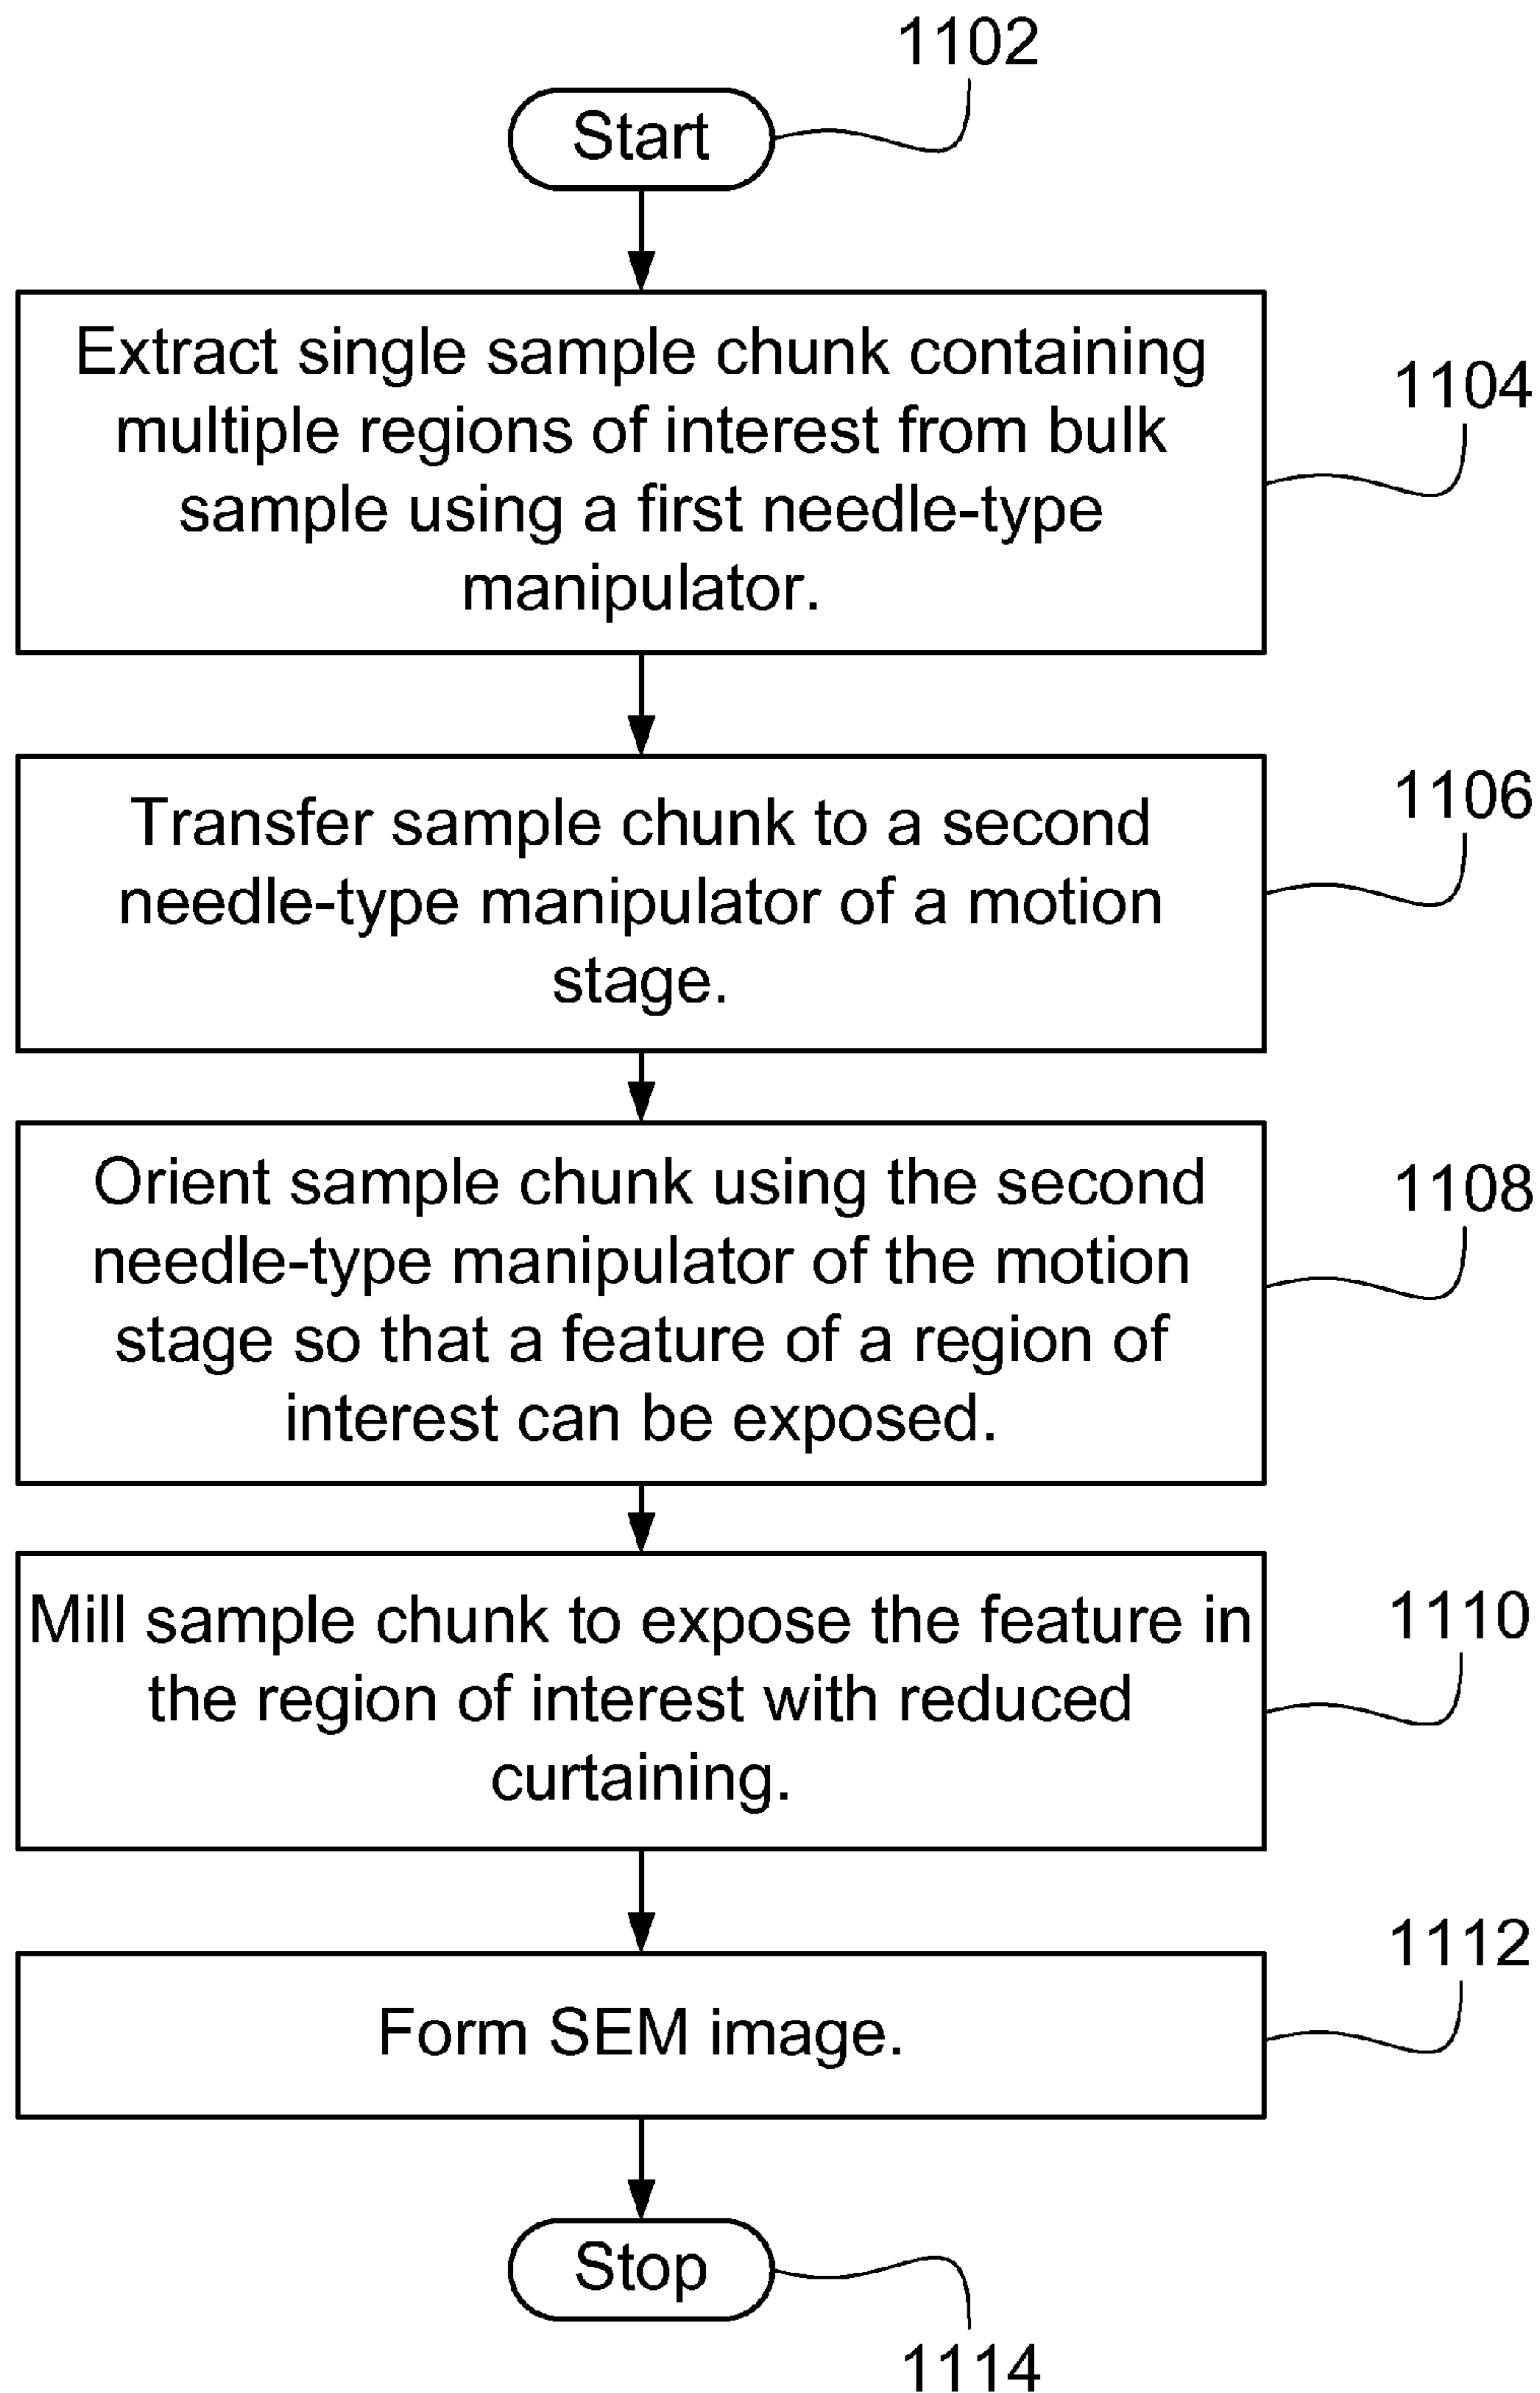 1102
Start
Extract single sample chunk containing
multiple regions of interest from bulk
sample using a first needle-type
manipulator.
1104
Transfer sample chunk to a second
needle-type manipulator of a motion
stage.
1106
Orient sample chunk using the second
needle-type manipulator of the motion
stage so that a feature of a region of
interest can be exposed.
1108
Mill sample chunk to expose the feature in
the region of interest with reduced
curtaining.
1110
Form SEM image.
1112
Stop
1114